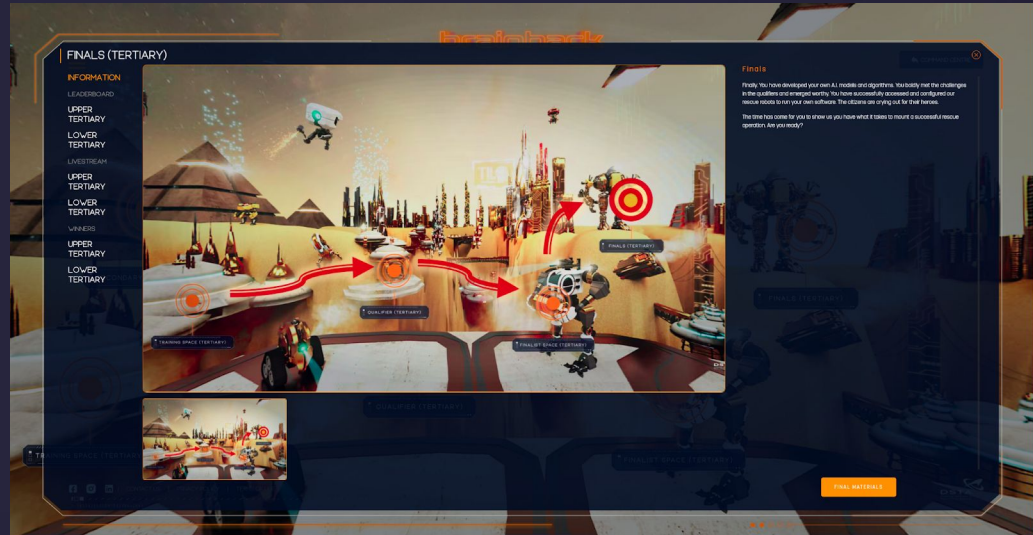 brainhack
FINALS (TERTIARY)
INFORMATION
LEADERBOARD
UPPER
TERTIARY
LOWER
TERTIARY
LIVESTREAM
UPPER
TERTIARY
LOWER
TERTIARY
WINNERS
UPPER
TERTIARY
LOWER
TERTIARY
FINALS (TERTIARY)
QUALIFIER (TERTIARY)
TRAINING SPACE (TERTIARY)
FINALIST SPACE (TERTIARY)
Finals
Finally. You have developed your own A.I. models and algorithms. You boldly met the challenges
in the qualifiers and emerged worthy. You have successfully accessed and configured our
rescue robots to run your own software. The citizens are crying out for their heroes.
The time has come for you to show us you have what it takes to mount a successful rescue
operation. Are you ready?
FINALS (TERTIARY)
QUALIFIER (TERTIARY)
TRAINING SPACE (TERTIARY)
FINALIST SPACE (TERTIARY)
FINAL MATERIALS